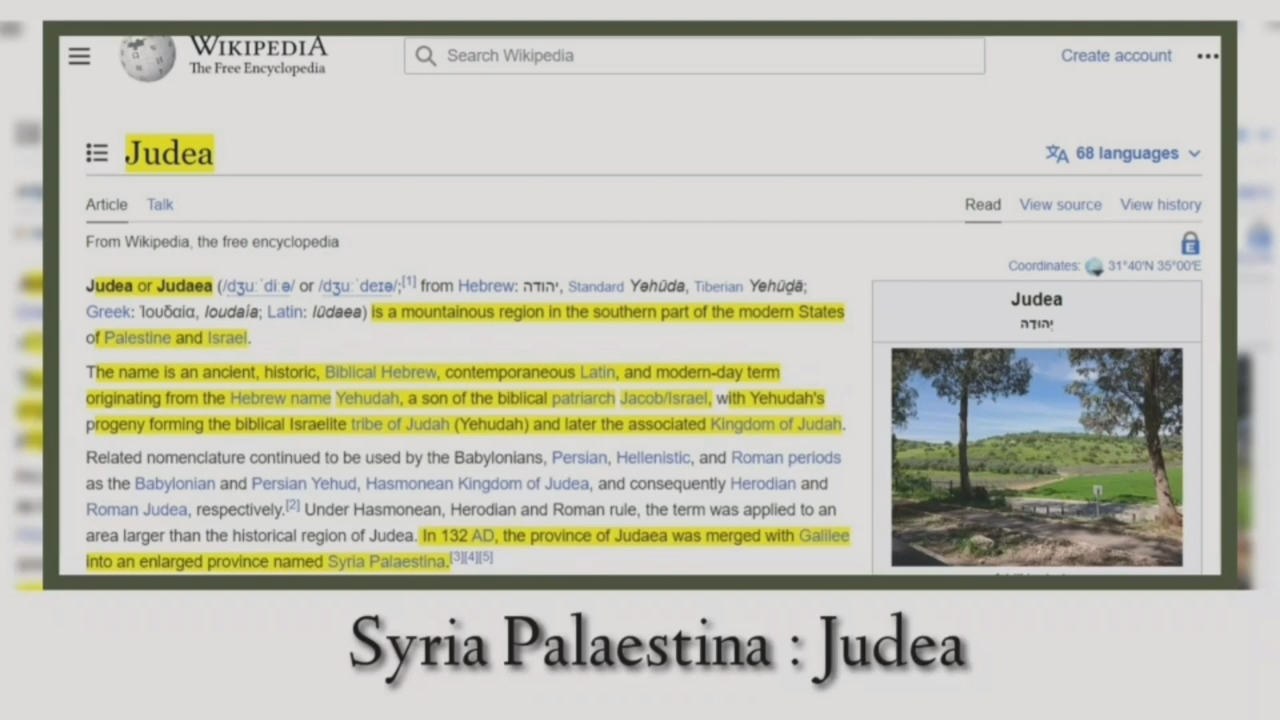 WIKIPEDIA
The Free Encyclopedia
Search Wikipedia
Create account
Judea
68 languages
Article Talk
Read View source View history
From Wikipedia, the free encyclopedia
Coordinates: 31°40′N 35°00′E
Judea or Judaea (/dʒuːˈdiːə/ or /dʒuːˈdeɪə/;[1] from Hebrew: יהודה, Standard Yəhūda, Tiberian Yehūḏā;
Greek: Ἰουδαία, Ioudaía; Latin: Iūdaea) is a mountainous region in the southern part of the modern States
of Palestine and Israel.
The name is an ancient, historic, Biblical Hebrew, contemporaneous Latin, and modern-day term
originating from the Hebrew name Yehudah, a son of the biblical patriarch Jacob/Israel, with Yehudah's
progeny forming the biblical Israelite tribe of Judah (Yehudah) and later the associated Kingdom of Judah.
Related nomenclature continued to be used by the Babylonians, Persian, Hellenistic, and Roman periods
as the Babylonian and Persian Yehud, Hasmonean Kingdom of Judea, and consequently Herodian and
Roman Judea, respectively.[2] Under Hasmonean, Herodian and Roman rule, the term was applied to an
area larger than the historical region of Judea. In 132 AD, the province of Judaea was merged with Galilee
into an enlarged province named Syria Palaestina.[3][4][5]
Judea
יְהוּדָה
Syria Palaestina : Judea